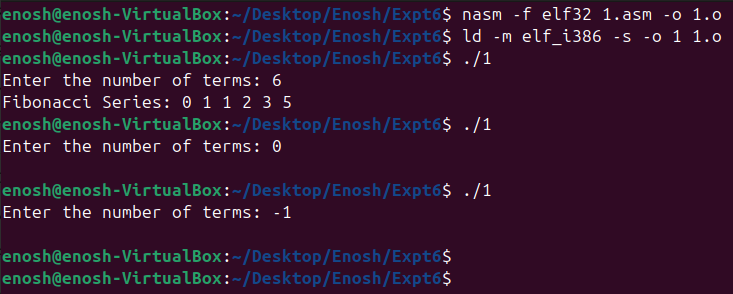 enosh@enosh-VirtualBox:~/Desktop/Enosh/Expt6$ nasm -f elf32 1.asm -o 1.o
enosh@enosh-VirtualBox:~/Desktop/Enosh/Expt6$ ld -m elf_i386 -s -o 1 1.o
enosh@enosh-VirtualBox:~/Desktop/Enosh/Expt6$ ./1
Enter the number of terms: 6
Fibonacci Series: 0 1 1 2 3 5
enosh@enosh-VirtualBox:~/Desktop/Enosh/Expt6$ ./1
Enter the number of terms: 0
enosh@enosh-VirtualBox:~/Desktop/Enosh/Expt6$ ./1
Enter the number of terms: -1
enosh@enosh-VirtualBox:~/Desktop/Enosh/Expt6$
enosh@enosh-VirtualBox:~/Desktop/Enosh/Expt6$